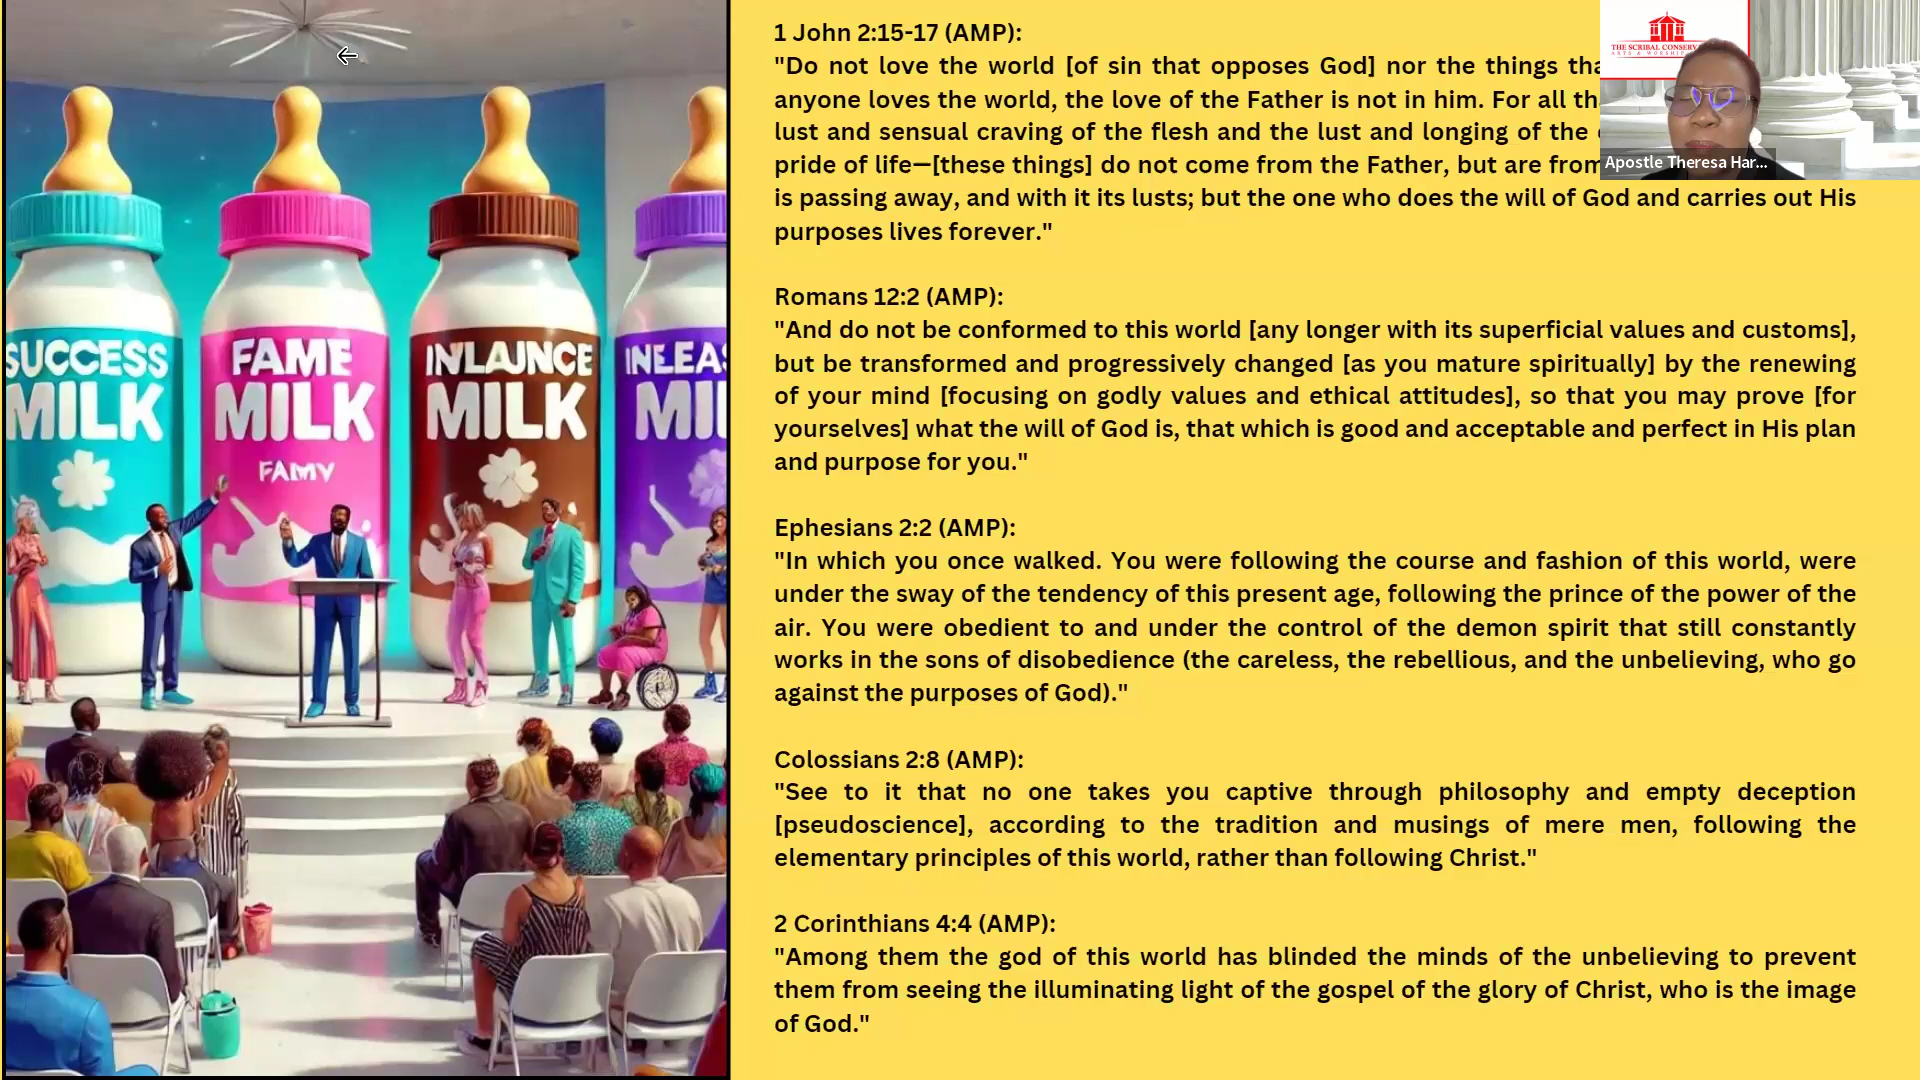 SUCCESS
MILK
FAME
MILK
FAMV
INLAJNCE
MILK
INLEAS
MIL
1 John 2:15-17 (AMP):
"Do not love the world [of sin that opposes God] nor the things tha
anyone loves the world, the love of the Father is not in him. For all th
lust and sensual craving of the flesh and the lust and longing of the
pride of life—[these things] do not come from the Father, but are from
is passing away, and with it its lusts; but the one who does the will of God and carries out His
purposes lives forever."
Romans 12:2 (AMP):
"And do not be conformed to this world [any longer with its superficial values and customs],
but be transformed and progressively changed [as you mature spiritually] by the renewing
of your mind [focusing on godly values and ethical attitudes], so that you may prove [for
yourselves] what the will of God is, that which is good and acceptable and perfect in His plan
and purpose for you."
Ephesians 2:2 (AMP):
"In which you once walked. You were following the course and fashion of this world, were
under the sway of the tendency of this present age, following the prince of the power of the
air. You were obedient to and under the control of the demon spirit that still constantly
works in the sons of disobedience (the careless, the rebellious, and the unbelieving, who go
against the purposes of God)."
Colossians 2:8 (AMP):
"See to it that no one takes you captive through philosophy and empty deception
[pseudoscience], according to the tradition and musings of mere men, following the
elementary principles of this world, rather than following Christ."
2 Corinthians 4:4 (AMP):
"Among them the god of this world has blinded the minds of the unbelieving to prevent
them from seeing the illuminating light of the gospel of the glory of Christ, who is the image
of God."
THE SCRIBAL CONSERV
ARTS & WORSHIP
Apostle Theresa Har...